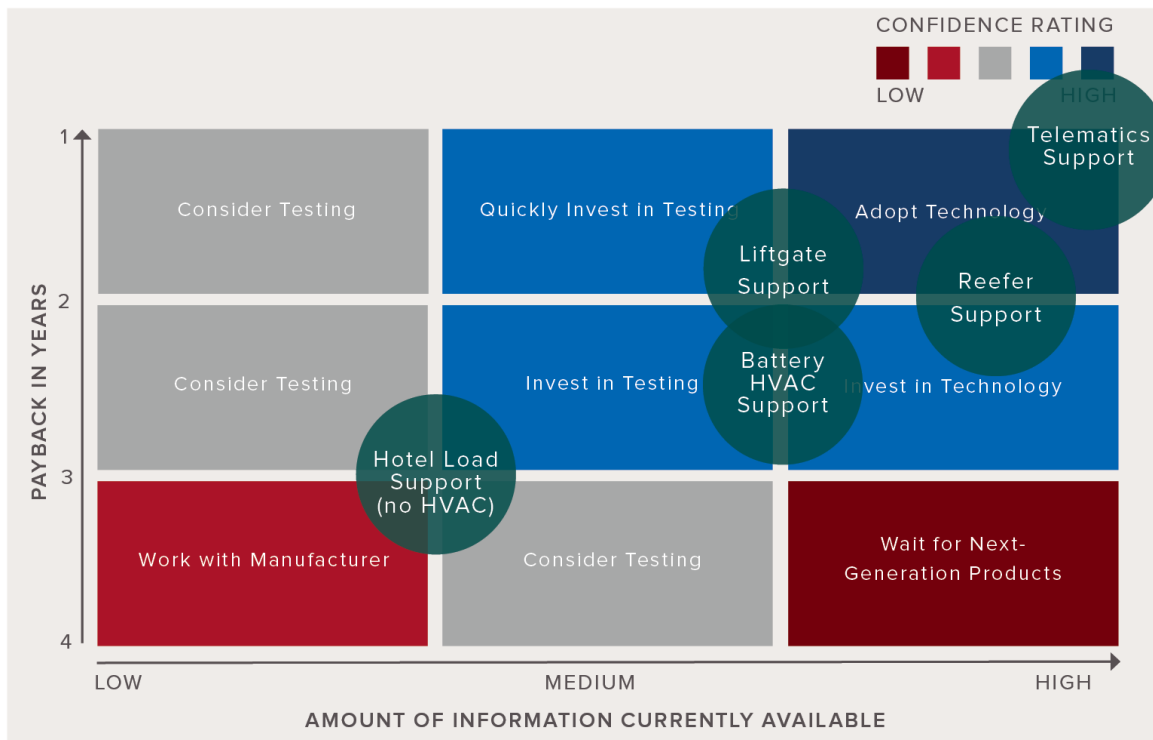 CONFIDENCE RATING
LOW
HIGH
Telematics
Support
1
Consider Testing
Quickly Invest in Testing
Adopt Technology
Liftgate
Support
Reefer
Support
2
Consider Testing
Invest in Testing
Battery
HVAC
Support
Invest in Technology
Hotel Load
Support
(no HVAC)
3
Work with Manufacturer
Consider Testing
Wait for Next-
Generation Products
4
PAYBACK IN YEARS
LOW
MEDIUM
HIGH
AMOUNT OF INFORMATION CURRENTLY AVAILABLE